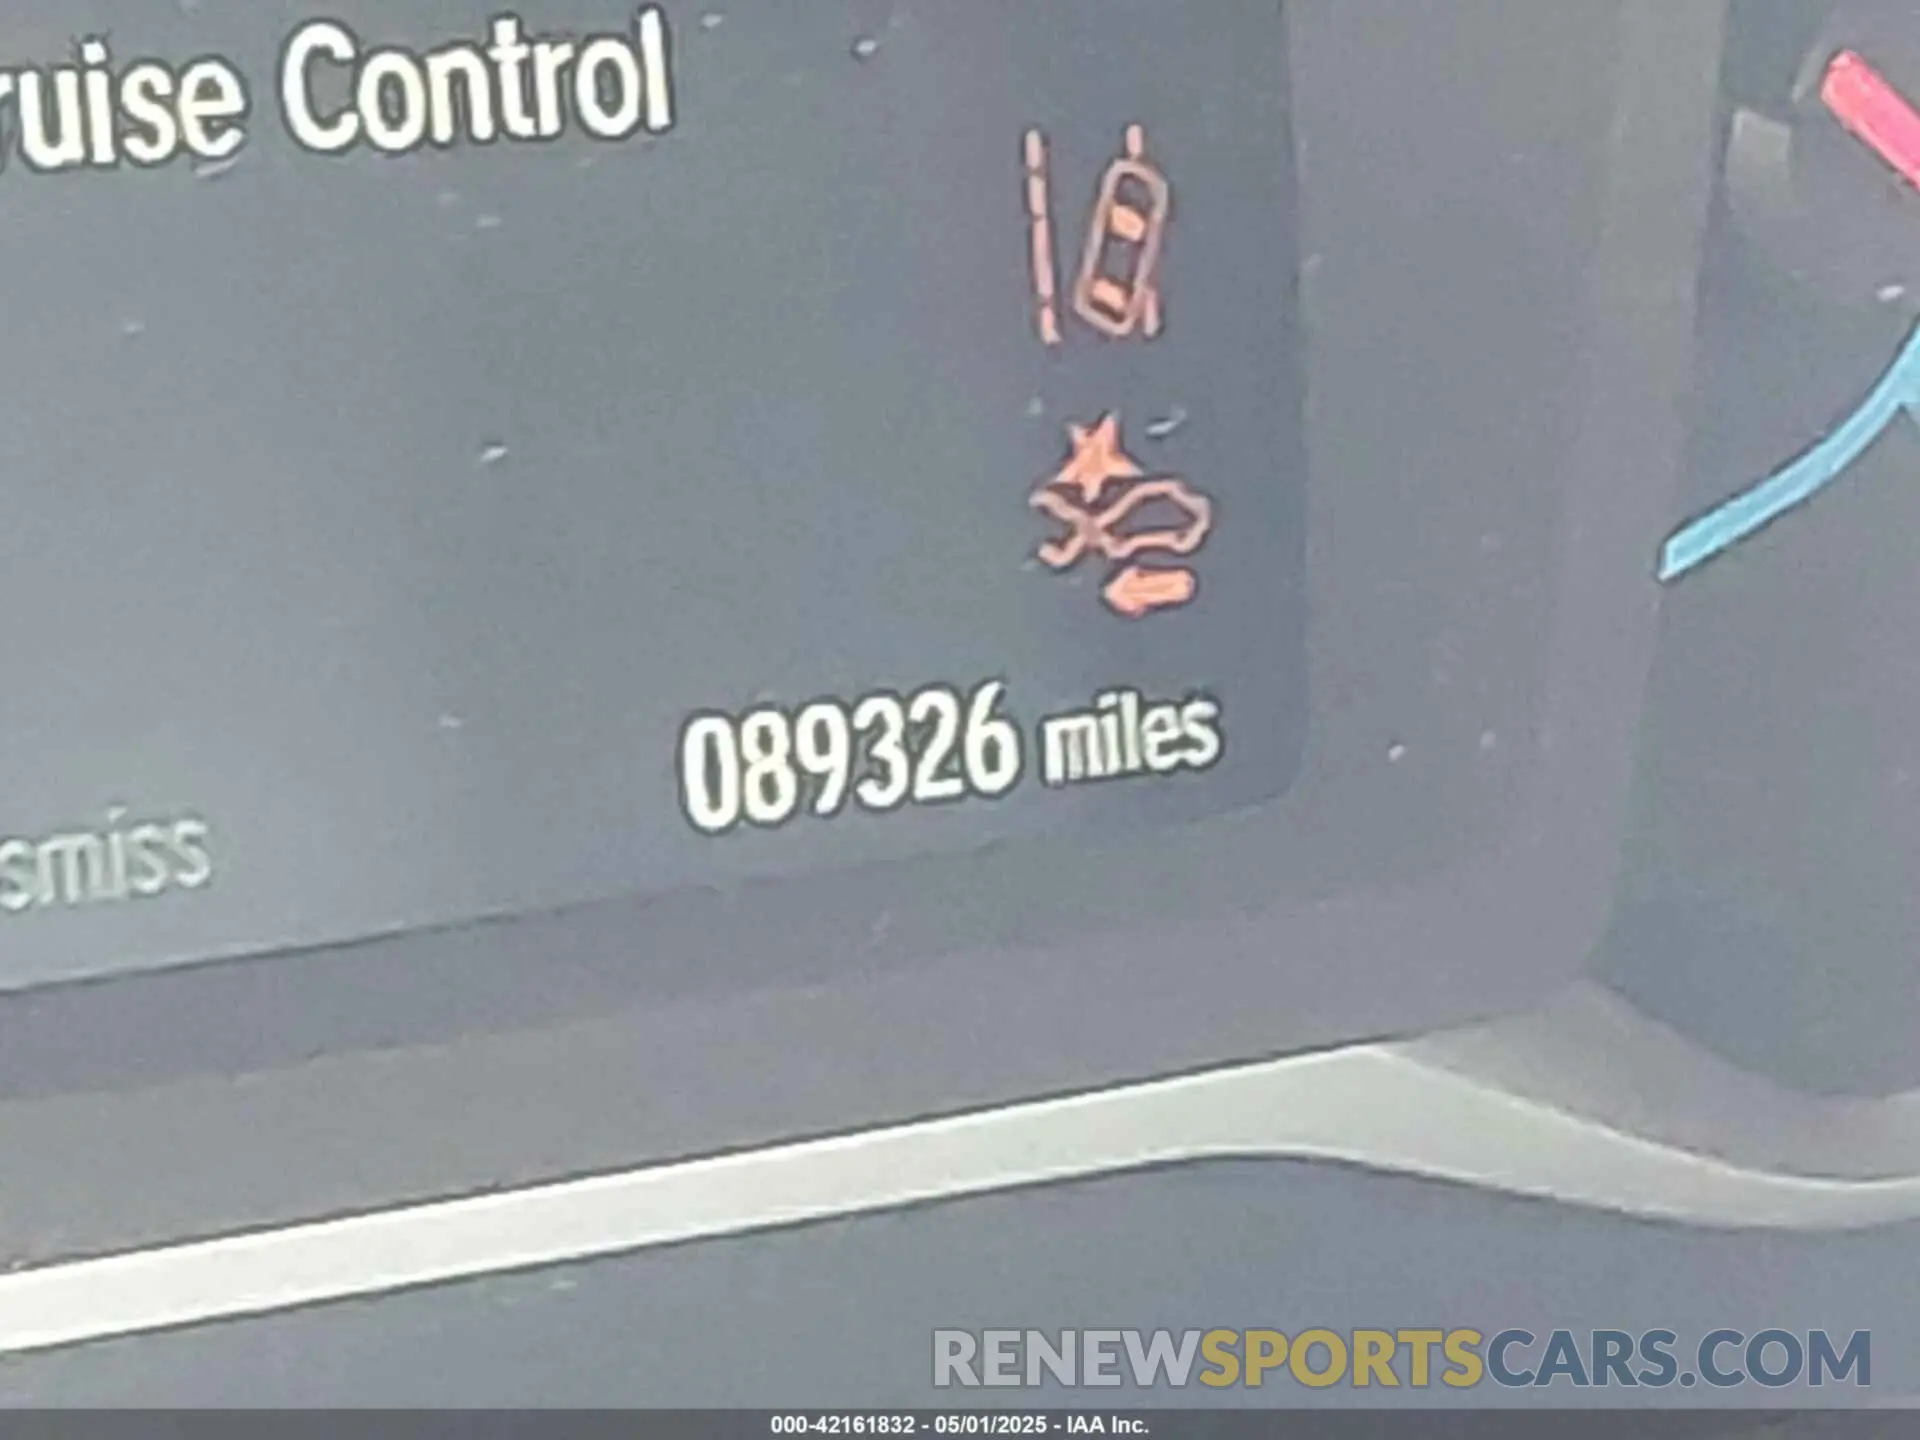 ruise Control
089326 miles
smiss
RENEWSPORTSCARS.COM
000-42161832 - 05/01/2025 - IAA Inc.